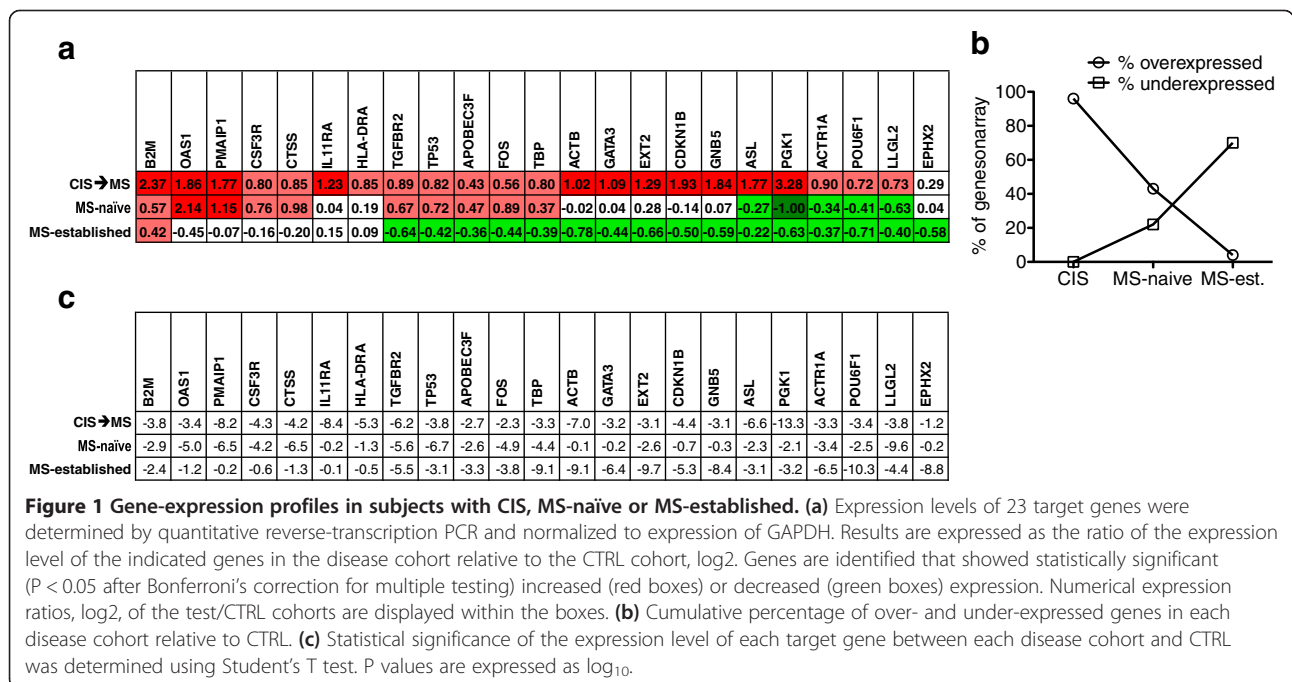 a
B2M OAS1 PMAIP1 CSF3R CTSS IL11RA HLA-DRA TGFBR2 TP53 APOBEC3F FOS TBP ACTB GATA3 EXT2 CDKN1B GNB5 ASL PGK1 ACTR1A POU6F1 LLGL2 EPHX2
CIS➔MS 2.37 1.86 1.77 0.80 0.85 1.23 0.85 0.89 0.82 0.43 0.56 0.80 1.02 1.09 1.29 1.93 1.84 1.77 3.28 0.90 0.72 0.73 0.29
MS-naïve 0.57 2.14 1.15 0.76 0.98 0.04 0.19 0.67 0.72 0.47 0.89 0.37 -0.02 0.04 0.28 -0.14 0.07 -0.27 -1.00 -0.34 -0.41 -0.63 0.04
MS-established 0.42 -0.45 -0.07 -0.16 -0.20 0.15 0.09 -0.64 -0.42 -0.36 -0.44 -0.39 -0.78 -0.44 -0.66 -0.50 -0.59 -0.22 -0.63 -0.37 -0.71 -0.40 -0.58
b
% overexpressed
% underexpressed
% of genesonarray
100
80
60
40
20
0
CIS MS-naive MS-est.
c
B2M OAS1 PMAIP1 CSF3R CTSS IL11RA HLA-DRA TGFBR2 TP53 APOBEC3F FOS TBP ACTB GATA3 EXT2 CDKN1B GNB5 ASL PGK1 ACTR1A POU6F1 LLGL2 EPHX2
CIS➔MS -3.8 -3.4 -8.2 -4.3 -4.2 -8.4 -5.3 -6.2 -3.8 -2.7 -2.3 -3.3 -7.0 -3.2 -3.1 -4.4 -3.1 -6.6 -13.3 -3.3 -3.4 -3.8 -1.2
MS-naïve -2.9 -5.0 -6.5 -4.2 -6.5 -0.2 -1.3 -5.6 -6.7 -2.6 -4.9 -4.4 -0.1 -0.2 -2.6 -0.7 -0.3 -2.3 -2.1 -3.4 -2.5 -9.6 -0.2
MS-established -2.4 -1.2 -0.2 -0.6 -1.3 -0.1 -0.5 -5.5 -3.1 -3.3 -3.8 -9.1 -9.1 -6.4 -9.7 -5.3 -8.4 -3.1 -3.2 -6.5 -10.3 -4.4 -8.8
Figure 1 Gene-expression profiles in subjects with CIS, MS-naïve or MS-established. (a) Expression levels of 23 target genes were
determined by quantitative reverse-transcription PCR and normalized to expression of GAPDH. Results are expressed as the ratio of the expression
level of the indicated genes in the disease cohort relative to the CTRL cohort, log2. Genes are identified that showed statistically significant
(P < 0.05 after Bonferroni's correction for multiple testing) increased (red boxes) or decreased (green boxes) expression. Numerical expression
ratios, log2, of the test/CTRL cohorts are displayed within the boxes. (b) Cumulative percentage of over- and under-expressed genes in each
disease cohort relative to CTRL. (c) Statistical significance of the expression level of each target gene between each disease cohort and CTRL
was determined using Student's T test. P values are expressed as log₁₀.